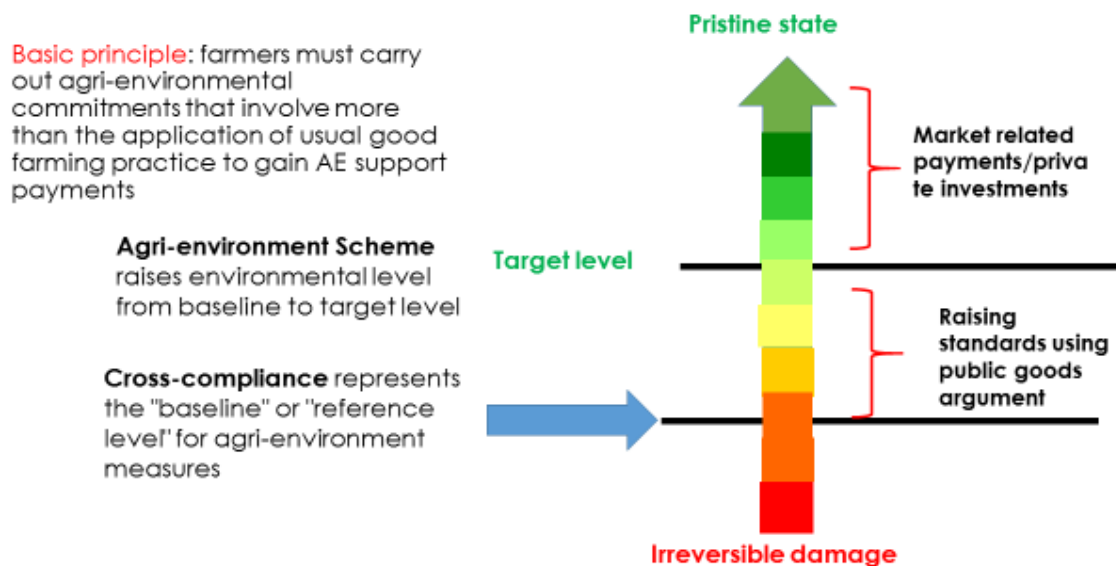 Pristine state
Basic principle: farmers must carry
out agri-environmental
commitments that involve more
than the application of usual good
farming practice to gain AE support
payments
Market related
payments/priva
te investments
Agri-environment Scheme
raises environmental level
from baseline to target level
Target level
Raising
standards using
public goods
argument
Cross-compliance represents
the "baseline" or "reference
level" for agri-environment
measures
Irreversible damage